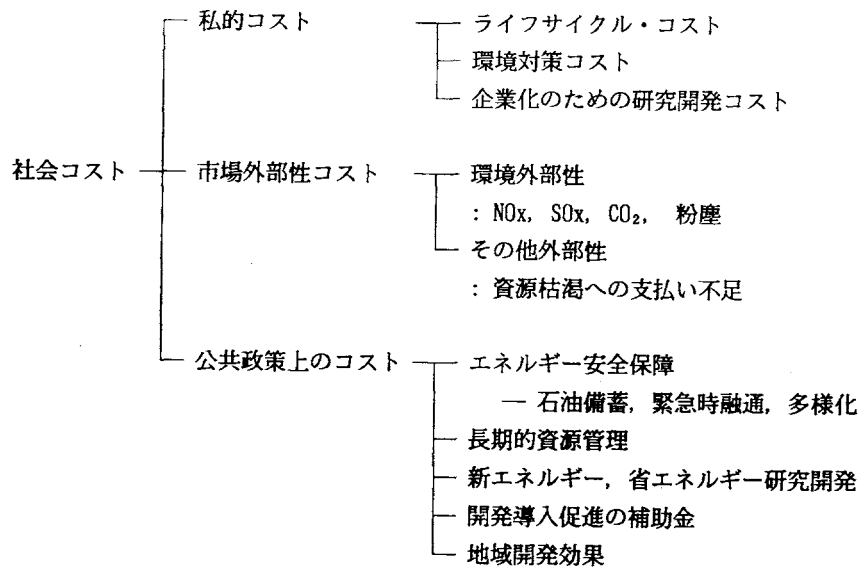 私的コスト
ライフサイクル・コスト
環境対策コスト
企業化のための研究開発コスト
社会コスト
市場外部性コスト
環境外部性
: NOx, SOx, CO₂, 粉塵
その他外部性
: 資源枯渇への支払い不足
公共政策上のコスト
エネルギー安全保障
― 石油備蓄, 緊急時融通, 多様化
長期的資源管理
新エネルギー, 省エネルギー研究開発
開発導入促進の補助金
地域開発効果